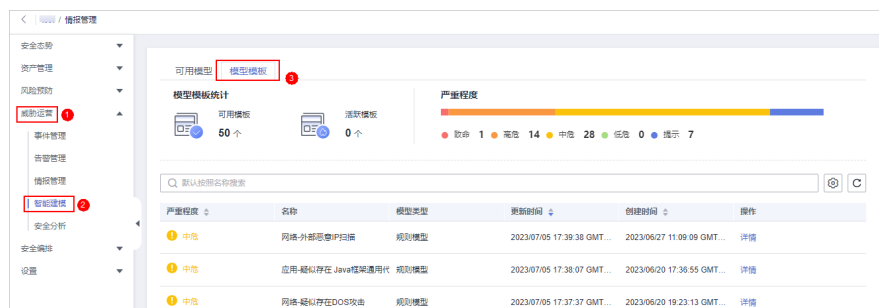 / 情报管理
安全态势
资产管理
风险预防
威胁运营 1
事件管理
告警管理
情报管理
智能建模 2
安全分析
安全编排
设置
可用模型 模型模板 3
模型模板统计
可用模板
50 个
活跃模板
0 个
严重程度
致命 1 高危 14 中危 28 低危 0 提示 7
默认按照名称搜索
严重程度 名称 模型类型 更新时间 创建时间 操作
中危 网络-外部恶意IP扫描 规则模型 2023/07/05 17:39:38 GMT... 2023/06/27 11:09:09 GMT... 详情
中危 应用-疑似存在 Java框架通用代 规则模型 2023/07/05 17:38:07 GMT... 2023/06/20 17:36:55 GMT... 详情
中危 网络-疑似存在DOS攻击 规则模型 2023/07/05 17:37:37 GMT... 2023/06/20 19:23:13 GMT... 详情